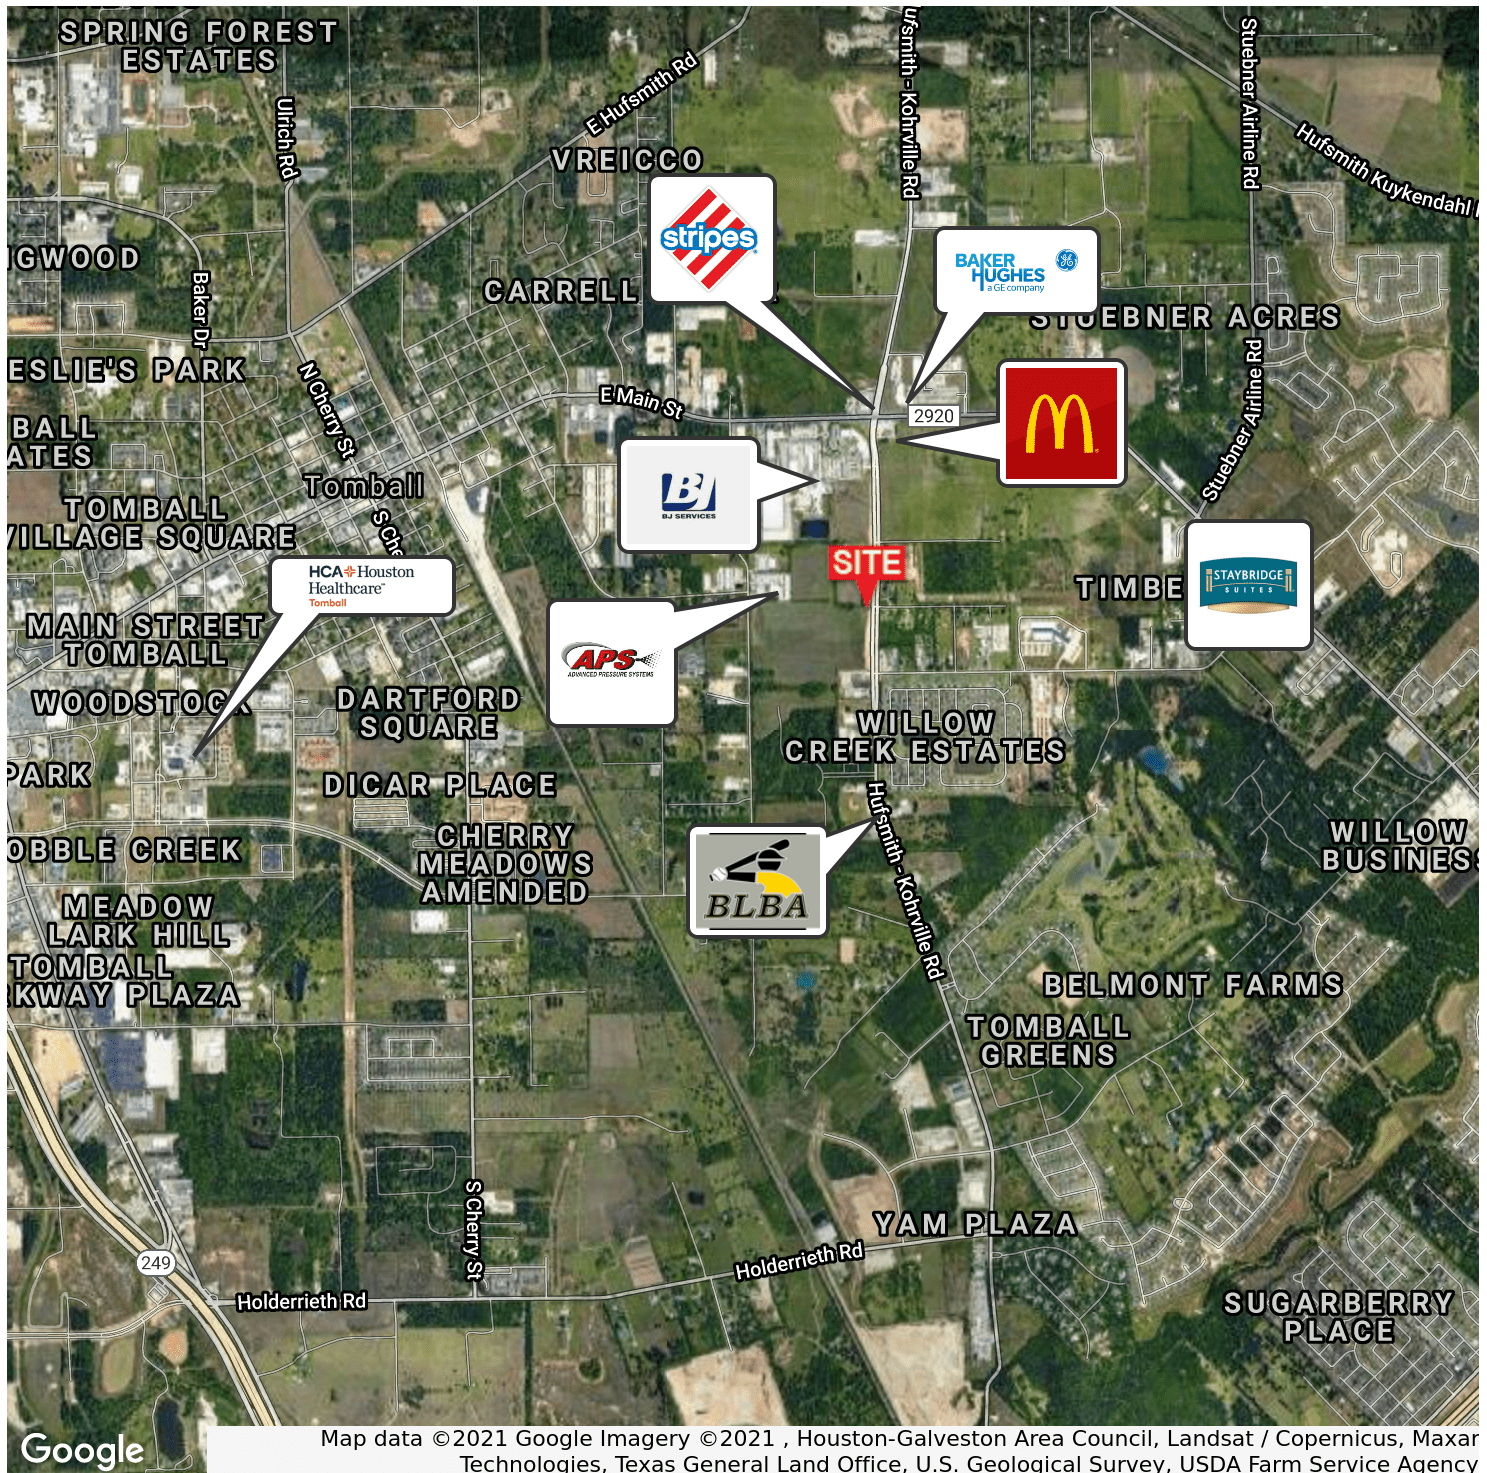 SPRING FOREST
ESTATES
Ulrich Rd
E Hufsmith Rd
VREICCO
Hufsmith - Kohrville Rd
Stuebner Airline Rd
Hufsmith Kuykendahl
stripes
BAKER
HUGHES
a GE company
GE
IGWOOD
Baker Dr
CARRELL
STUEBNER ACRES
ESLIE'S PARK
N Cherry St
E Main St
2920
Stuebner Airline Rd
M
BALL
ATES
Tomball
BJ
BJ SERVICES
TOMBALL
VILLAGE SQUARE
S Che
SITE
STAYBRIDGE
SUITES
TIMBE
HCA Houston
Healthcare™
Tomball
MAIN STREET
TOMBALL
APS
ADVANCED PRESSURE SYSTEMS
WOODSTOCK
DARTFORD
SQUARE
WILLOW
CREEK ESTATES
PARK
DICAR PLACE
Hufsmith - Kohrville Rd
OBBLE CREEK
CHERRY
MEADOWS
AMENDED
WILLOW
BUSINESS
BLBA
MEADOW
LARK HILL
TOMBALL
KWAY PLAZA
BELMONT FARMS
TOMBALL
GREENS
S Cherry St
YAM PLAZA
249
Holderrieth Rd
Holderrieth Rd
SUGARBERRY
PLACE
Google
Map data ©2021 Google Imagery ©2021 , Houston-Galveston Area Council, Landsat / Copernicus, Maxar
Technologies, Texas General Land Office, U.S. Geological Survey, USDA Farm Service Agency